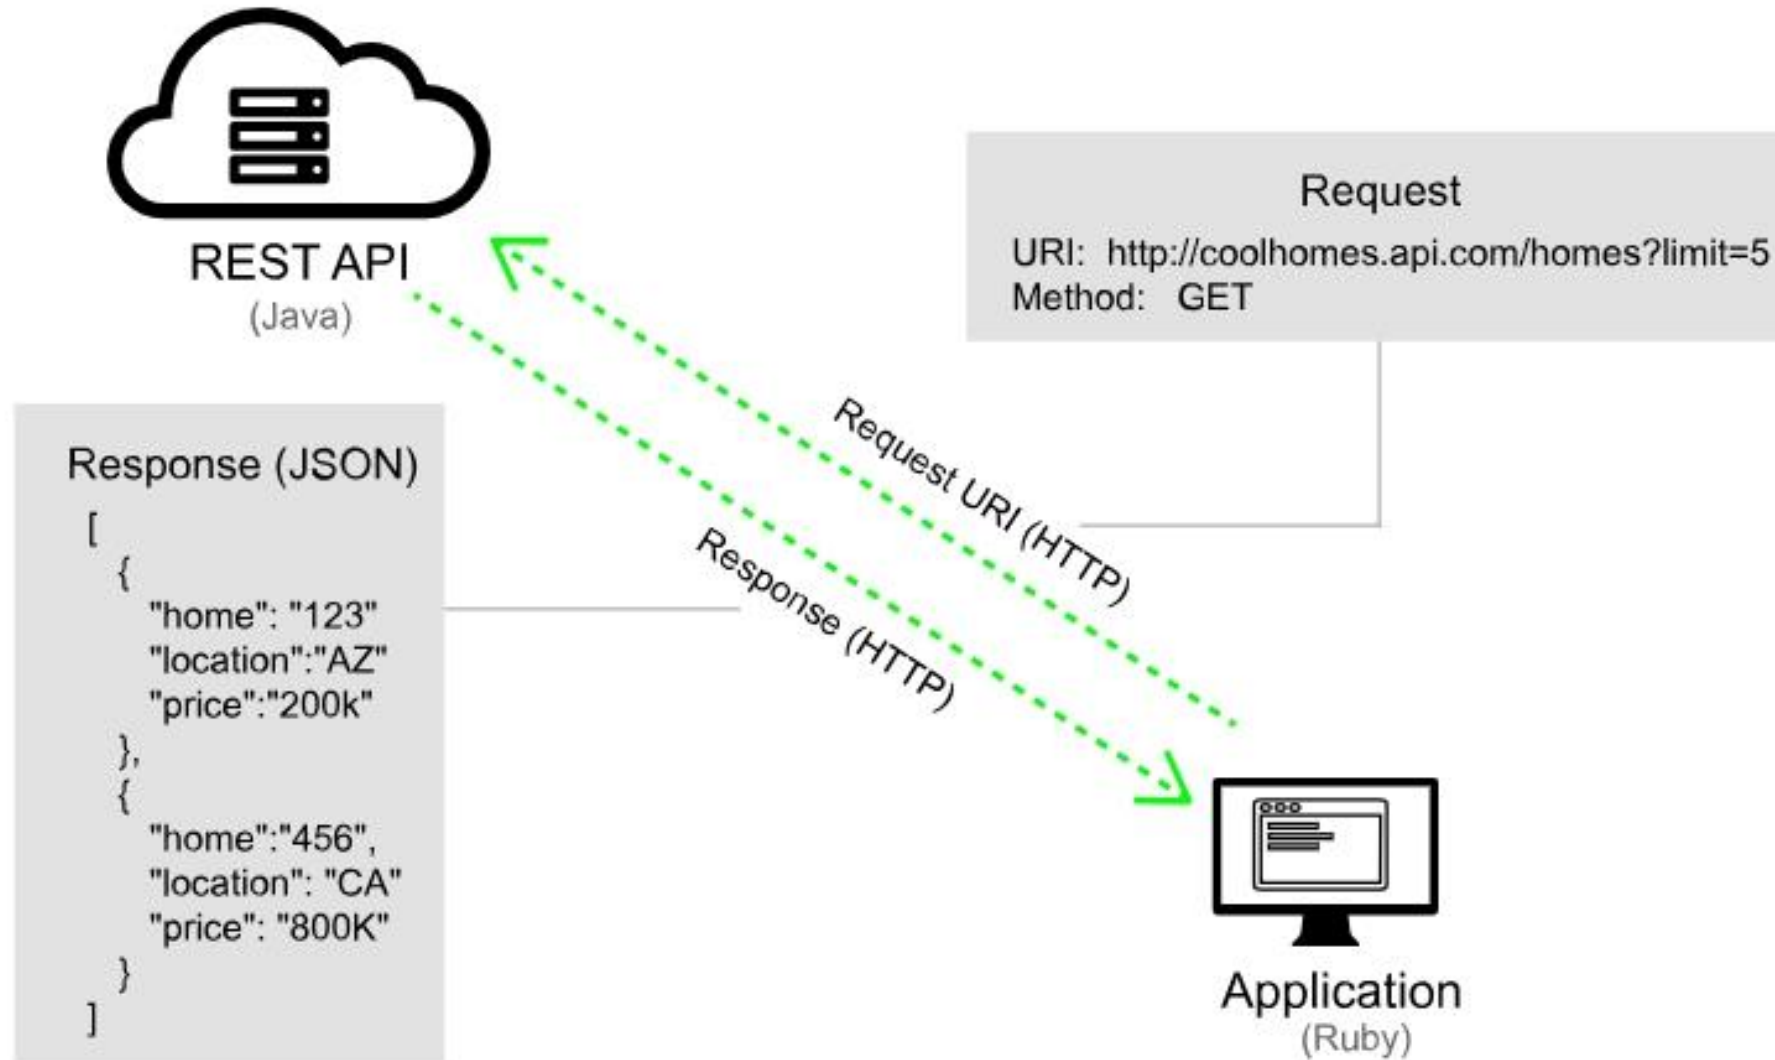 REST API
(Java)
Request
URI:  http://coolhomes.api.com/homes?limit=5
Method:   GET
Request URI (HTTP)
Response (HTTP)
Response (JSON)
[
{
"home": "123"
"location":"AZ"
"price":"200k"
},
{
"home":"456",
"location": "CA"
"price": "800K"
}
]
Application
(Ruby)